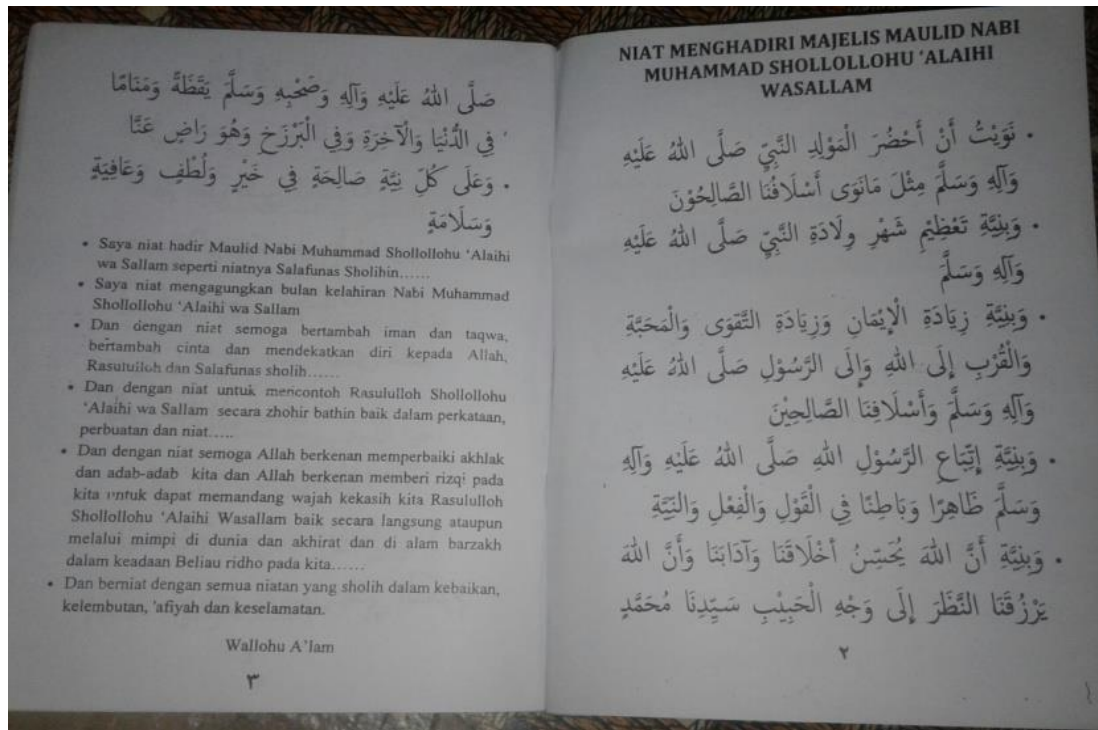 NIAT MENGHADIRI MAJELIS MAULID NABI
MUHAMMAD SHOLLOLLOHU ‘ALAIHI
WASALLAM
• نَوَيْتُ أَنْ أَحْضُرَ الْمَوْلِدِ النَّبِيِّ صَلَّى اللهُ عَلَيْهِ
وَآلِهِ وَسَلَّمَ مِثْلَ مَانَوَى أَسْلَافُنَا الصَّالِحُوْنَ
• وَبِنِيَّةِ تَعْظِيْمِ شَهْرِ وِلَادَةِ النَّبِيِّ صَلَّى اللهُ عَلَيْهِ
وَآلِهِ وَسَلَّمَ
• وَبِنِيَّةِ زِيَادَةِ الْإِيْمَانِ وَزِيَادَةِ التَّقوَى وَالْمَحَبَّةِ
وَالْقُرْبِ إِلَى اللهِ وَإِلَى الرَّسُوْلِ صَلَّى اللهُ عَلَيْهِ
وَآلِهِ وَسَلَّمَ وَأَسْلَافِنَا الصَّالِحِيْنَ
• وَبِنِيَّةِ إِتِّبَاعِ الرَّسُوْلِ اللهِ صَلَّى اللهُ عَلَيْهِ وَآلِهِ
وَسَلَّمَ ظَاهِرًا وَبَاطِنًا فِي الْقَوْلِ وَالْفِعْلِ وَالنِّيَّةِ
• وَبِنِيَّةِ أَنَّ اللهَ يُحَسِّنُ أَخْلَاقَنَا وَآدَابَنَا وَأَنَّ اللهَ
يَرْزُقَنَا النَّظَرَ إِلَى وَجْهِ الْحَبِيْبِ سَيِّدِنَا مُحَمَّدٍ
٢
صَلَّى اللهُ عَلَيْهِ وَآلِهِ وَصَحْبِهِ وَسَلَّمَ يَقَظَةً وَمَنَامًا
فِي الدُّنْيَا وَالْآخِرَةِ وَفِي الْبَرْزَخِ وَهُوَ رَاضٍ عَنَّا
• وَعَلَى كُلِّ نِيَّةٍ صَالِحَةٍ فِي خَيْرٍ وَلُطْفٍ وَعَافِيَةٍ
وَسَلَامَةٍ
• Saya niat hadir Maulid Nabi Muhammad Shollollohu ‘Alaihi
wa Sallam seperti niatnya Salafunas Sholihin......
• Saya niat mengagungkan bulan kelahiran Nabi Muhammad
Shollollohu ‘Alaihi wa Sallam
• Dan dengan niat semoga bertambah iman dan taqwa,
bertambah cinta dan mendekatkan diri kepada Allah,
Rasululloh dan Salafunas sholih......
• Dan dengan niat untuk mencontoh Rasululloh Shollollohu
‘Alaihi wa Sallam secara zhohir bathin baik dalam perkataan,
perbuatan dan niat.....
• Dan dengan niat semoga Allah berkenan memperbaiki akhlak
dan adab-adab kita dan Allah berkenan memberi rizqi pada
kita untuk dapat memandang wajah kekasih kita Rasululloh
Shollollohu ‘Alaihi Wasallam baik secara langsung ataupun
melalui mimpi di dunia dan akhirat dan di alam barzakh
dalam keadaan Beliau ridho pada kita......
• Dan berniat dengan semua niatan yang sholih dalam kebaikan,
kelembutan, 'afiyah dan keselamatan.
Wallohu A’lam
٣